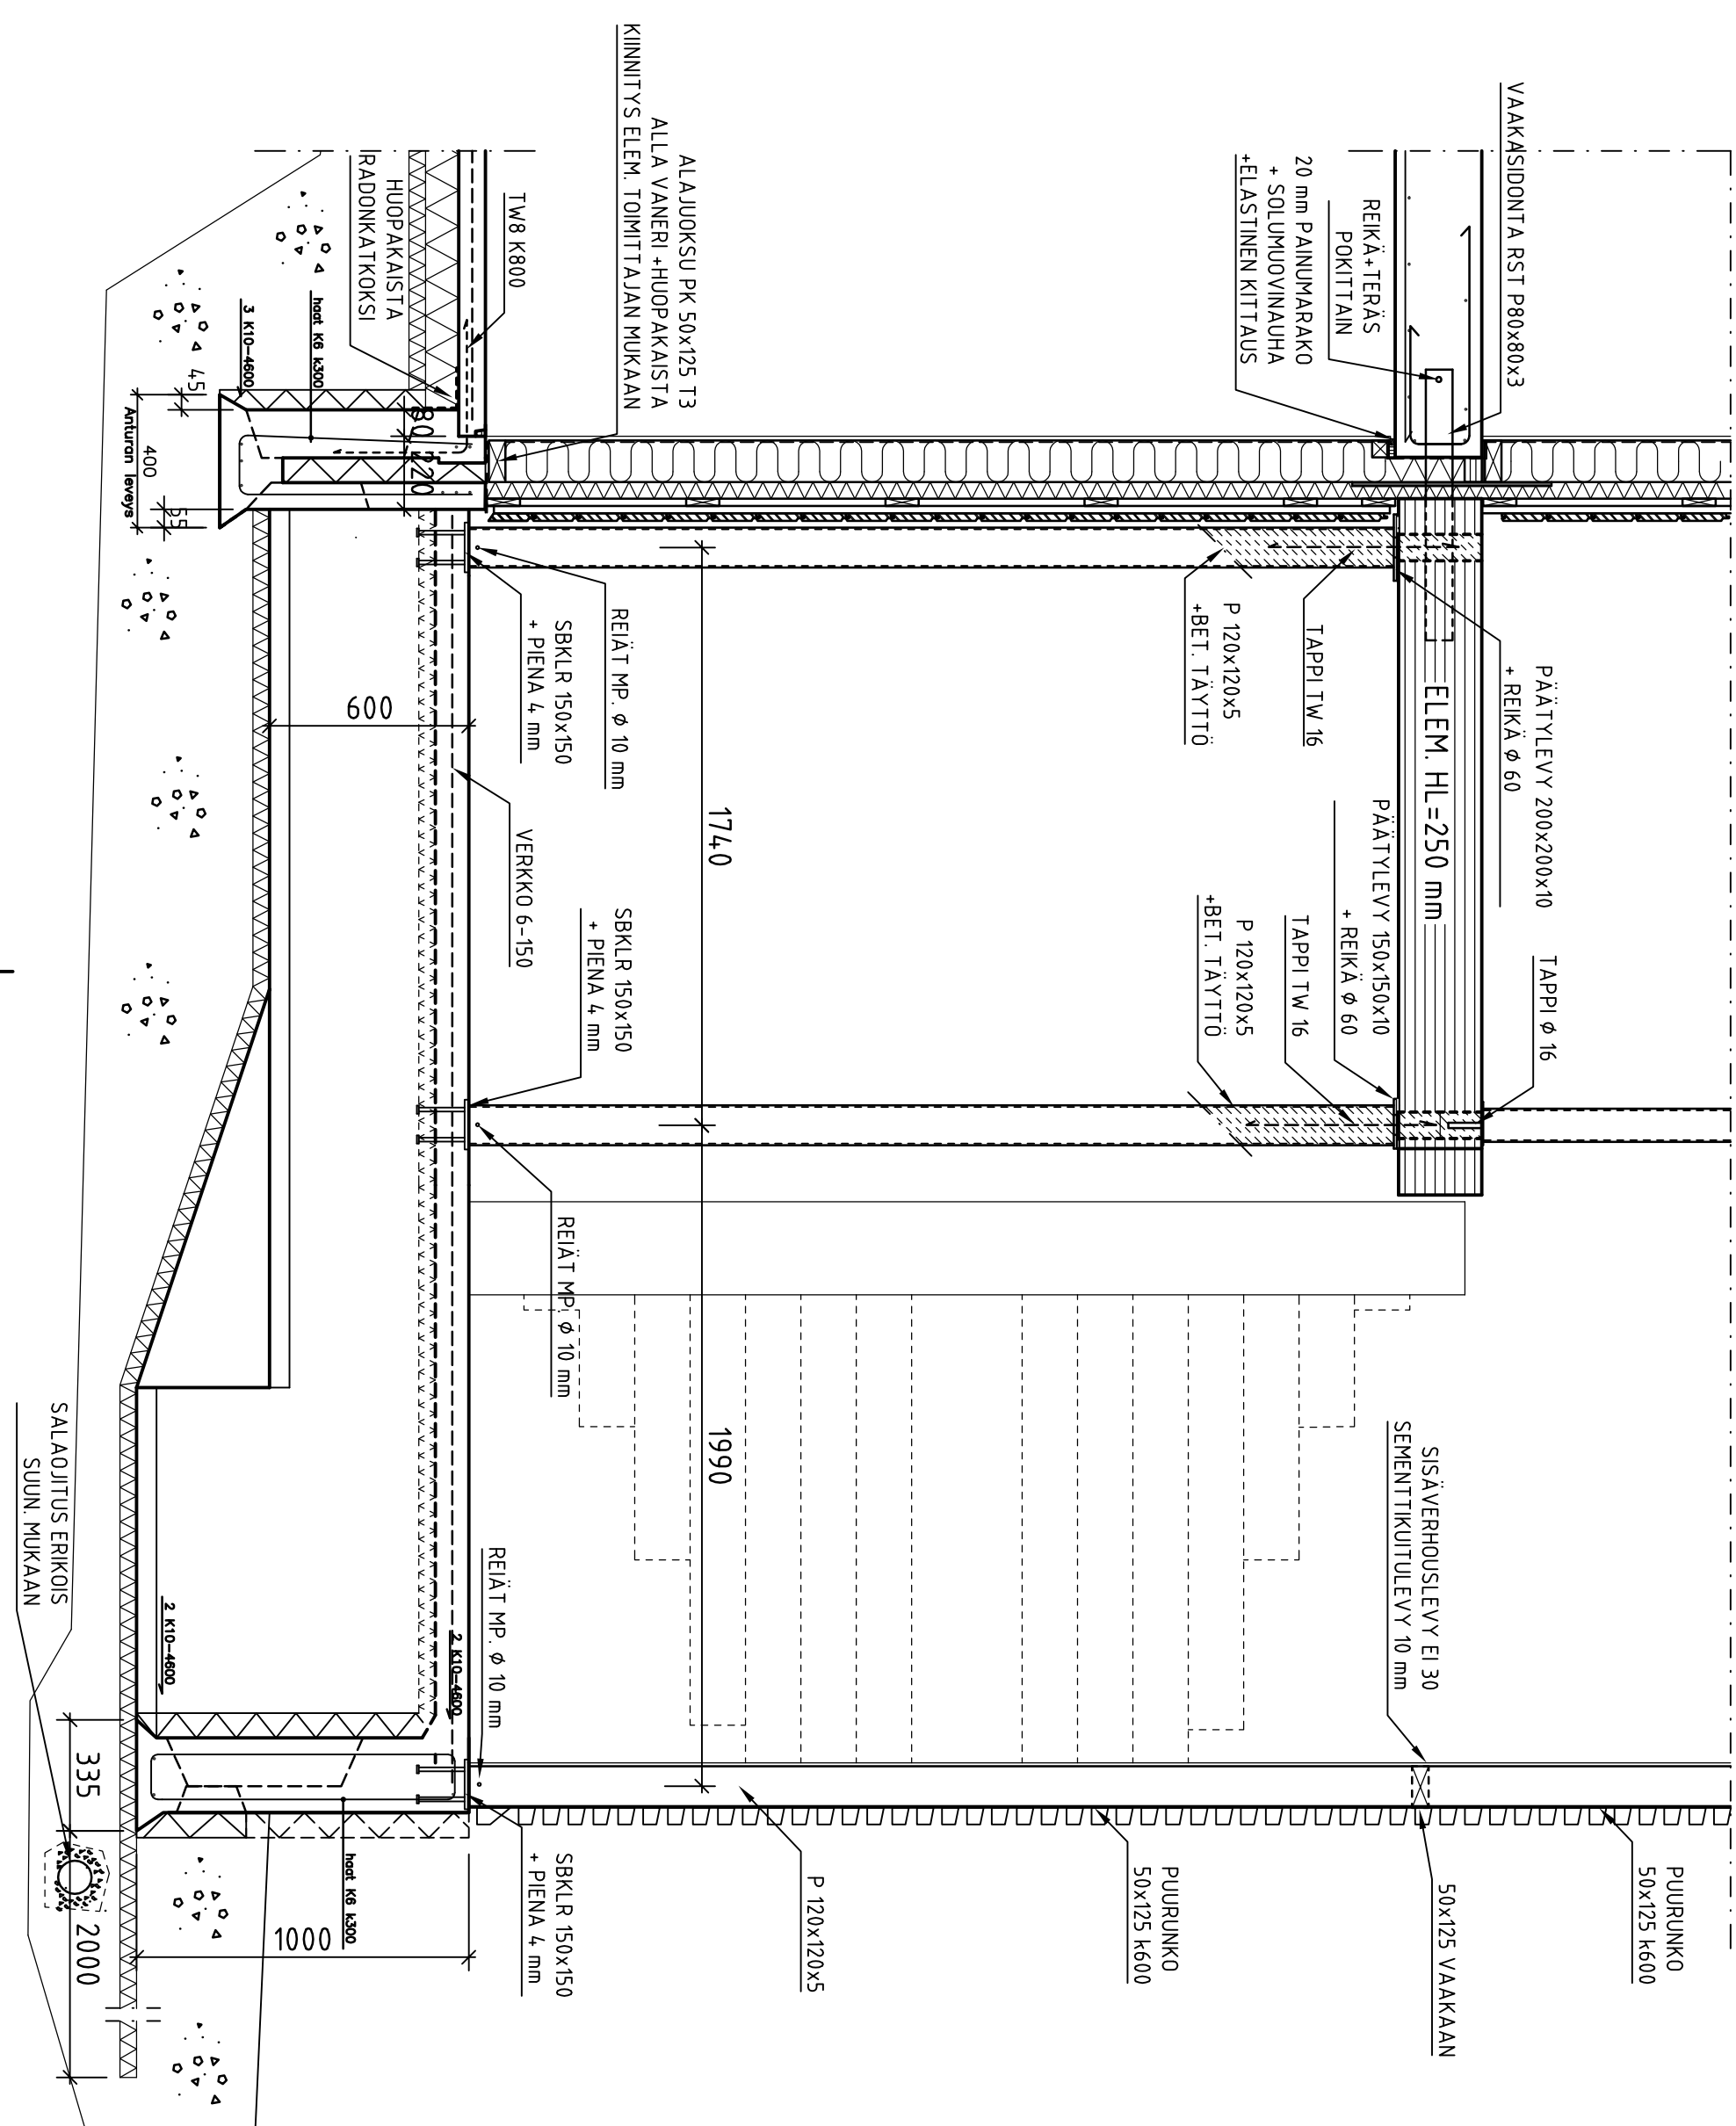 VAAKASIDONTA RST P80x80x3
REIKÄ+TERÄS
POKITTAIN
20 mm PAINUMARAKO
+ SOLUMUOVINAUHA
+ELASTINEN KITTAUS
ALAJUOKSU PK 50x125 T3
ALLA VANERI +HUOPAKAISTA
KIINNITYS ELEM. TOIMITTAJAN MUKAAN
TW8 K800
HUOPAKAISTA
RADONKATKOKSI
haat K6 k300
3 K10-4600
45
80
220
400
55
Anturan leveys
PÄÄTYLEVY 200x200x10
+ REIKÄ Ø 60
ELEM. HL=250 mm
TAPPI TW 16
P 120x120x5
+BET. TÄYTTÖ
REIÄT MP. Ø 10 mm
SBKLR 150x150
+ PIENA 4 mm
600
1740
VERKKO 6-150
TAPPI Ø 16
PÄÄTYLEVY 150x150x10
+ REIKÄ Ø 60
TAPPI TW 16
P 120x120x5
+BET. TÄYTTÖ
SBKLR 150x150
+ PIENA 4 mm
REIÄT MP. Ø 10 mm
1990
SISÄVERHOUSLEVY EI 30
SEMENTTIKUITULEVY 10 mm
REIÄT MP. Ø 10 mm
2 K10-4600
2 K10-4600
SALAOJITUS ERIKOIS
SUUN. MUKAAN
335
2000
haat K6 k300
1000
PUURUNKO
50x125 k600
50x125 VAAKAAN
PUURUNKO
50x125 k600
P 120x120x5
SBKLR 150x150
+ PIENA 4 mm